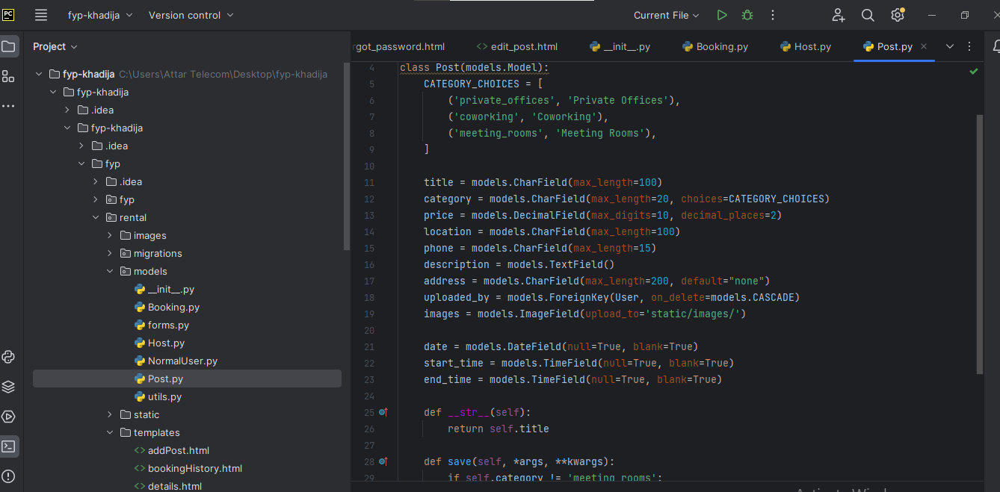 PC
fyp-khadija
Version control
Current File
Project
rgot_password.html
edit_post.html
__init__.py
Booking.py
Host.py
Post.py
fyp-khadija C:\Users\Attar Telecom\Desktop\fyp-khadija
fyp-khadija
.idea
fyp-khadija
.idea
fyp
.idea
fyp
rental
images
migrations
models
__init__.py
Booking.py
forms.py
Host.py
NormalUser.py
Post.py
utils.py
static
templates
addPost.html
bookingHistory.html
details.html
4 class Post(models.Model):
5 CATEGORY_CHOICES = [
6 ('private_offices', 'Private Offices'),
7 ('coworking', 'Coworking'),
8 ('meeting_rooms', 'Meeting Rooms'),
9 ]
10
11 title = models.CharField(max_length=100)
12 category = models.CharField(max_length=20, choices=CATEGORY_CHOICES)
13 price = models.DecimalField(max_digits=10, decimal_places=2)
14 location = models.CharField(max_length=100)
15 phone = models.CharField(max_length=15)
16 description = models.TextField()
17 address = models.CharField(max_length=200, default="none")
18 uploaded_by = models.ForeignKey(User, on_delete=models.CASCADE)
19 images = models.ImageField(upload_to='static/images/')
20
21 date = models.DateField(null=True, blank=True)
22 start_time = models.TimeField(null=True, blank=True)
23 end_time = models.TimeField(null=True, blank=True)
24
25 def __str__(self):
26 return self.title
27
28 def save(self, *args, **kwargs):
29 if self.category != 'meeting_rooms':